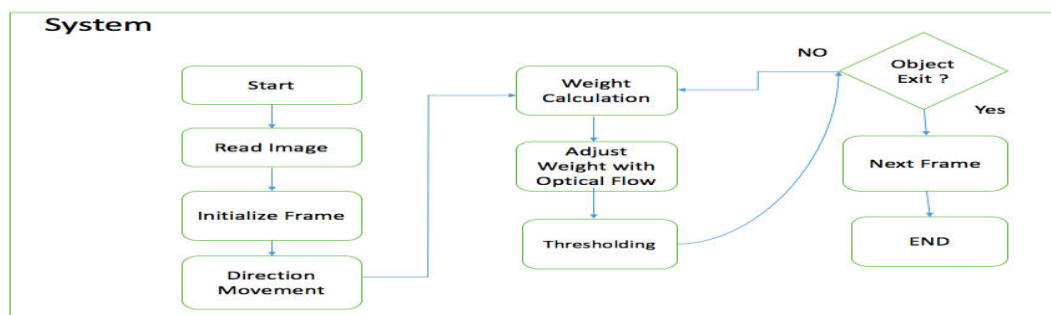 System
Start
Read Image
Initialize Frame
Direction
Movement
Weight
Calculation
Adjust
Weight with
Optical Flow
Thresholding
NO
Object
Exit ?
Yes
Next Frame
END